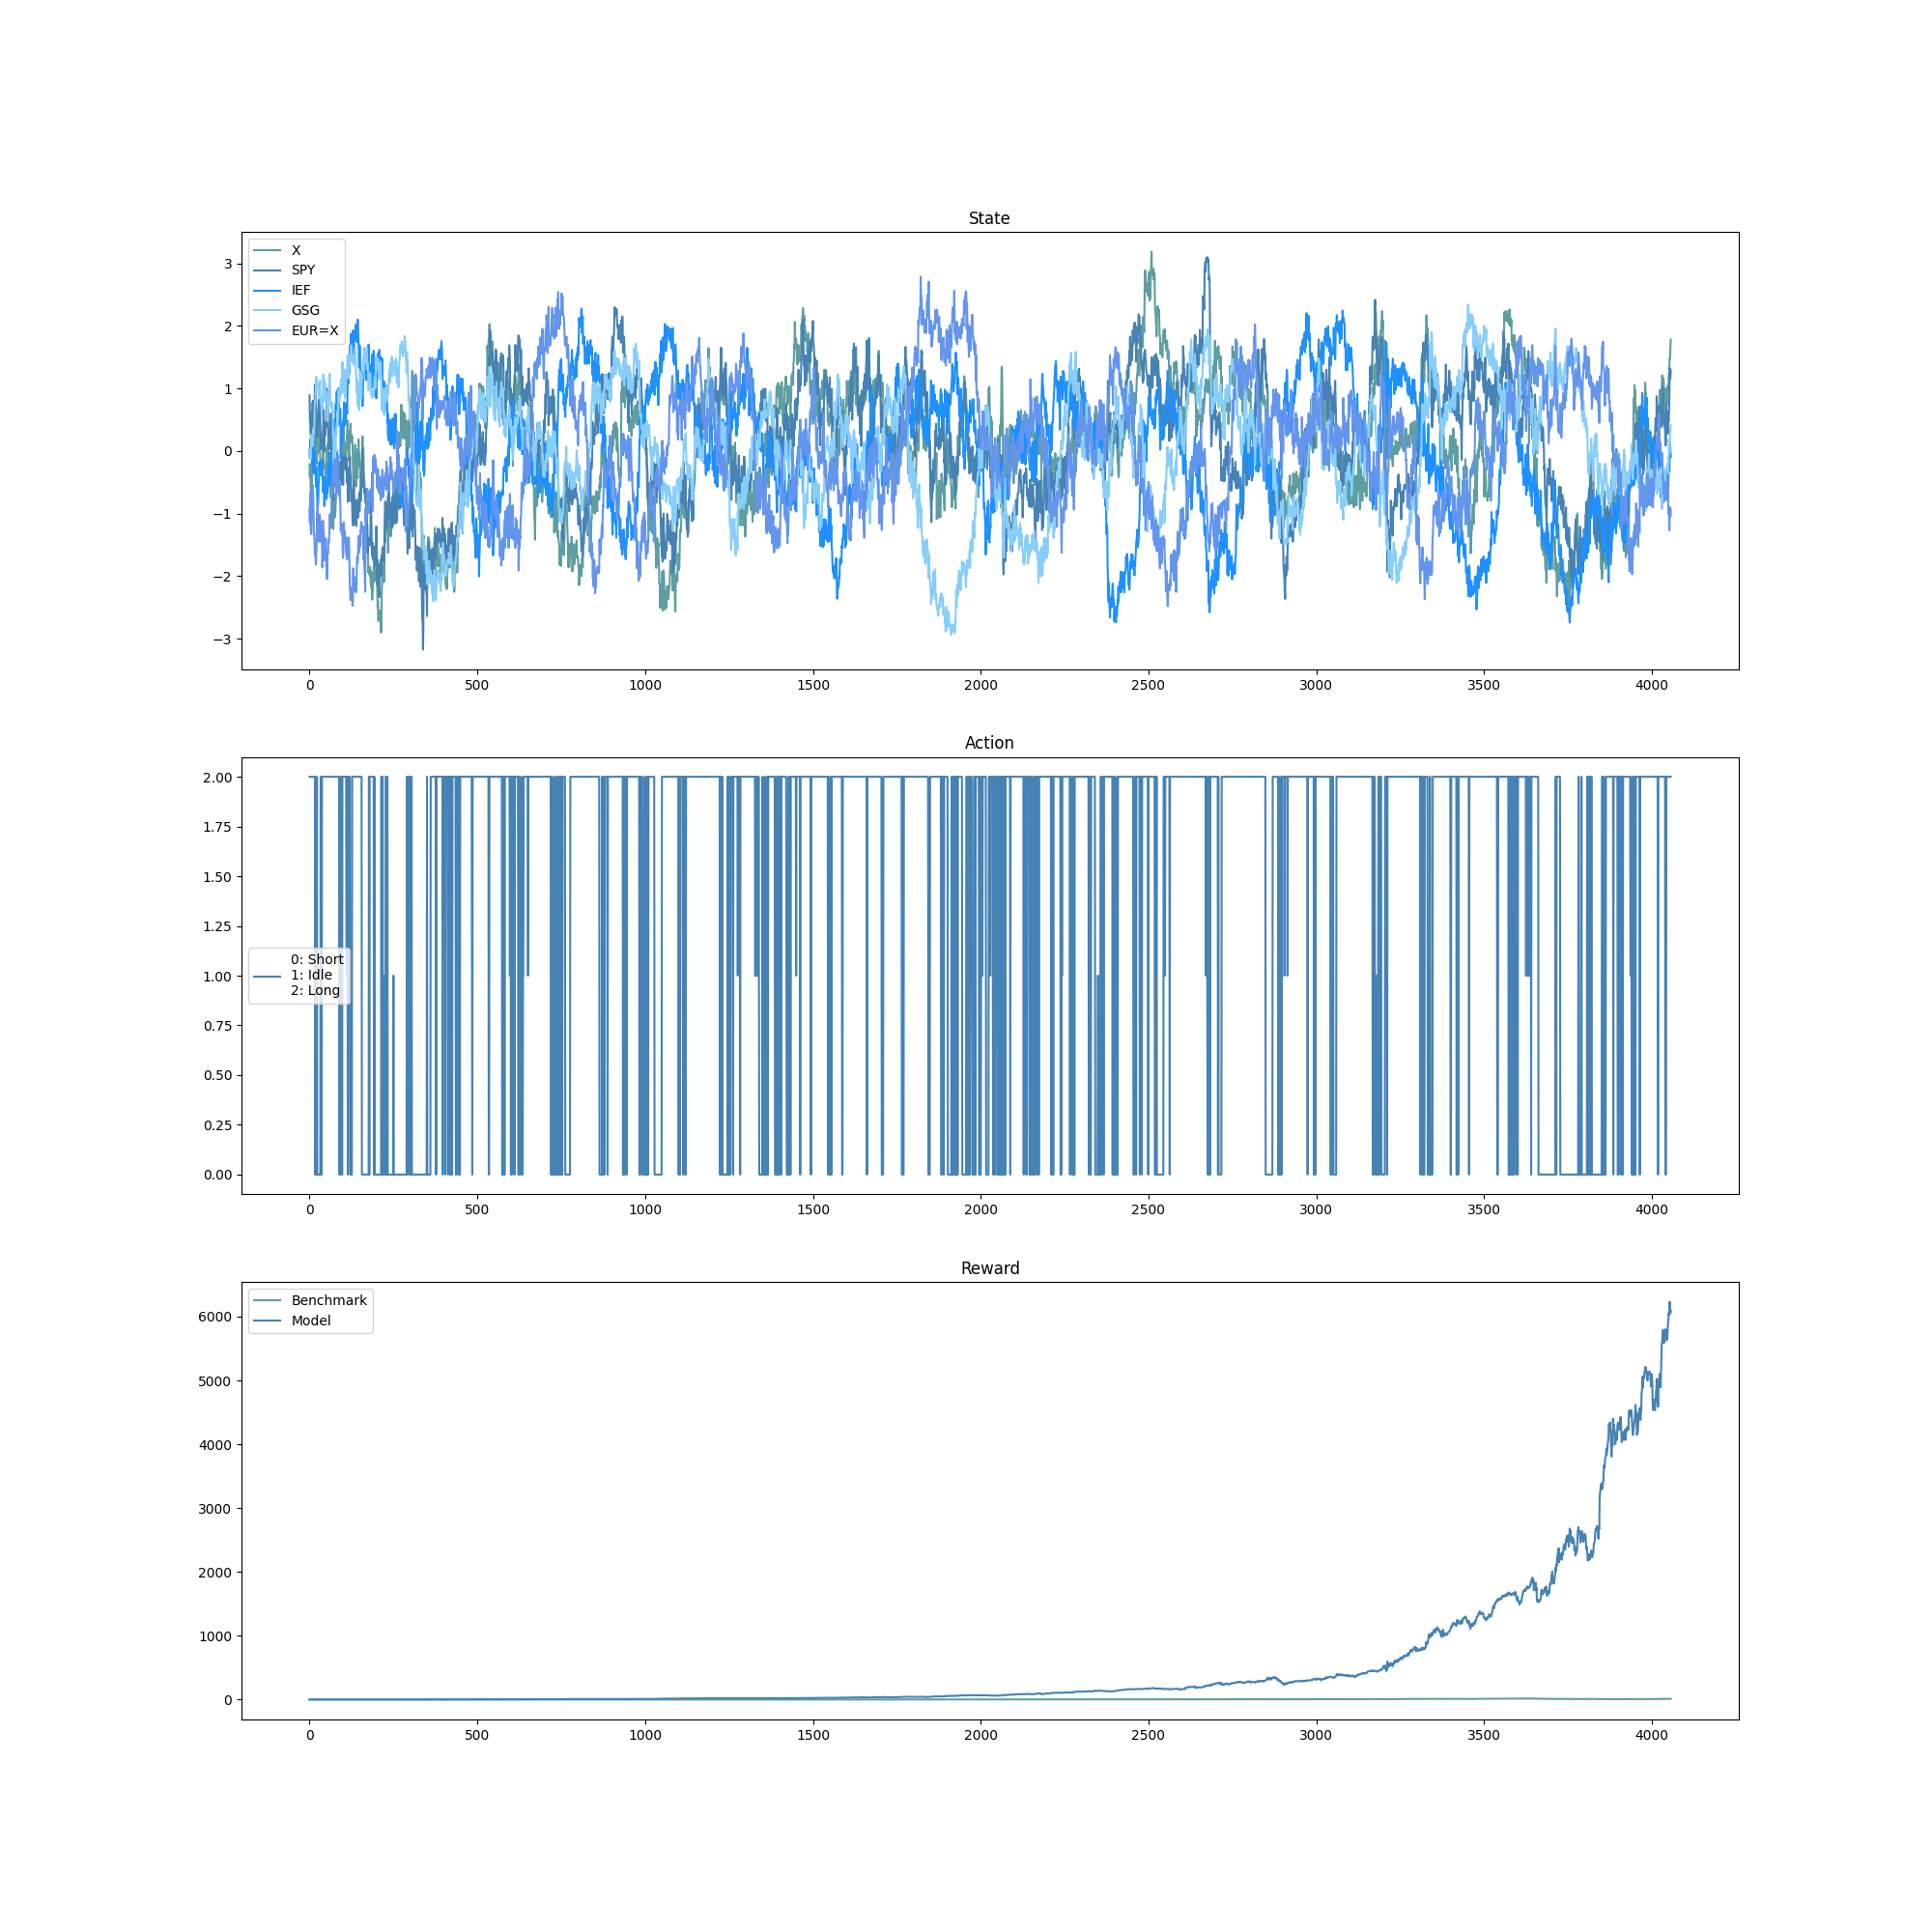 State
X
SPY
IEF
GSG
EUR=X
3
2
1
0
−1
−2
−3
0 500 1000 1500 2000 2500 3000 3500 4000
Action
2.00
1.75
1.50
1.25
1.00
0.75
0.50
0.25
0.00
0: Short
1: Idle
2: Long
0 500 1000 1500 2000 2500 3000 3500 4000
Reward
Benchmark
Model
6000
5000
4000
3000
2000
1000
0
0 500 1000 1500 2000 2500 3000 3500 4000